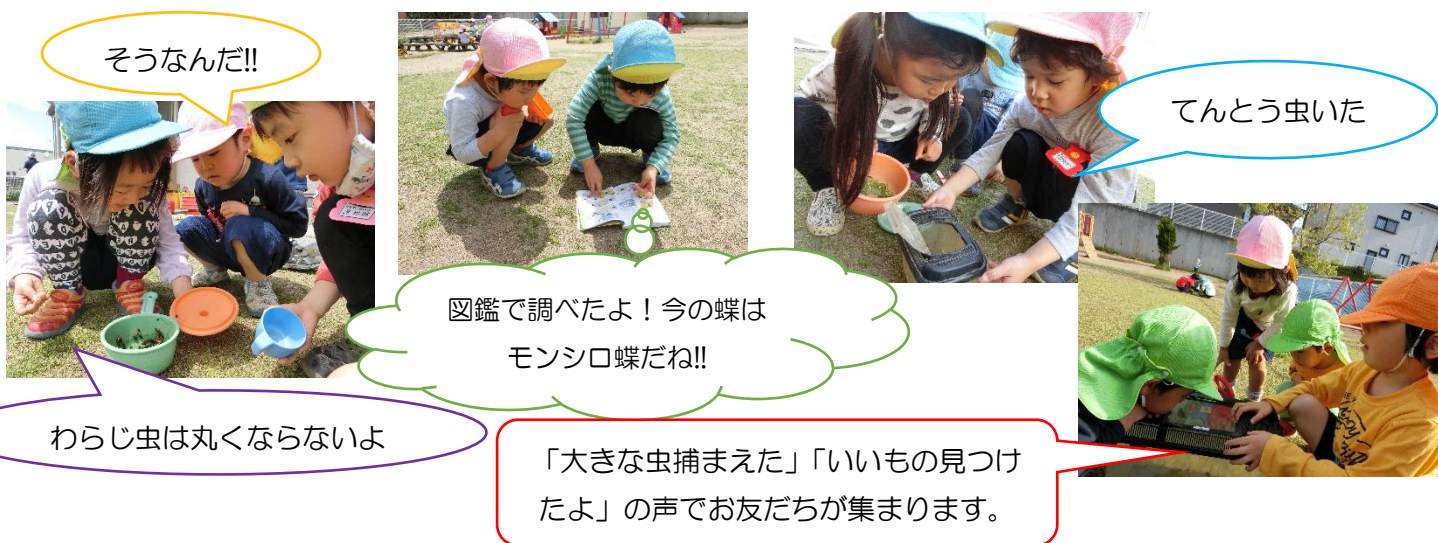 そうなんだ!!
てんとう虫いた
図鑑で調べたよ！今の蝶は
モンシロ蝶だね!!
わらじ虫は丸くならないよ
「大きな虫捕まえた」「いいもの見つけ
たよ」の声でお友だちが集まります。